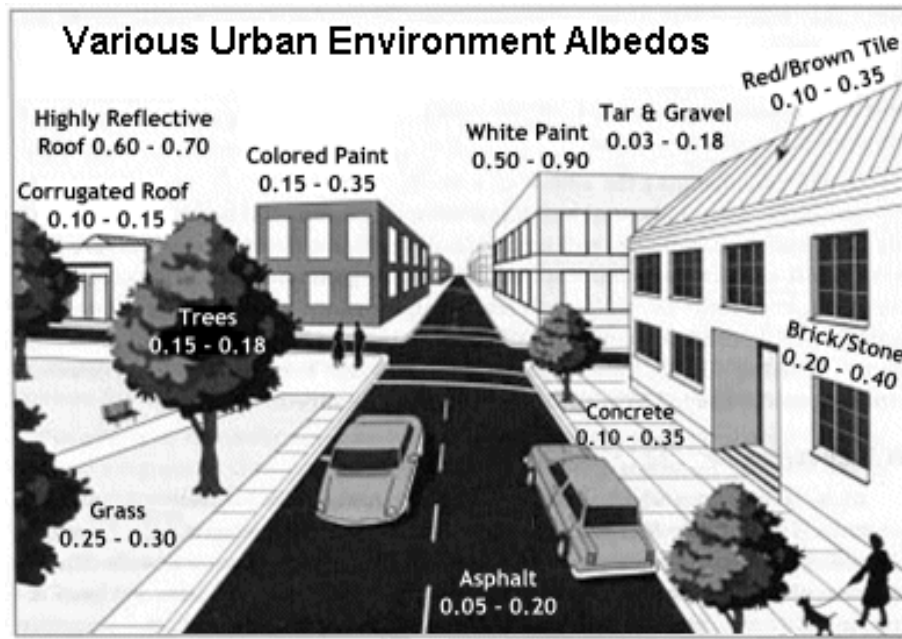 Various Urban Environment Albedos
Highly Reflective
Roof 0.60 - 0.70
Corrugated Roof
0.10 - 0.15
Colored Paint
0.15 - 0.35
White Paint
0.50 - 0.90
Tar & Gravel
0.03 - 0.18
Red/Brown Tile
0.10 - 0.35
Trees
0.15 - 0.18
Brick/Stone
0.20 - 0.40
Concrete
0.10 - 0.35
Grass
0.25 - 0.30
Asphalt
0.05 - 0.20